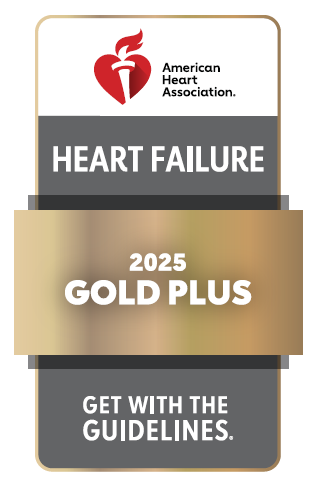 American
Heart
Association.
HEART FAILURE
2025
GOLD PLUS
GET WITH THE
GUIDELINES.